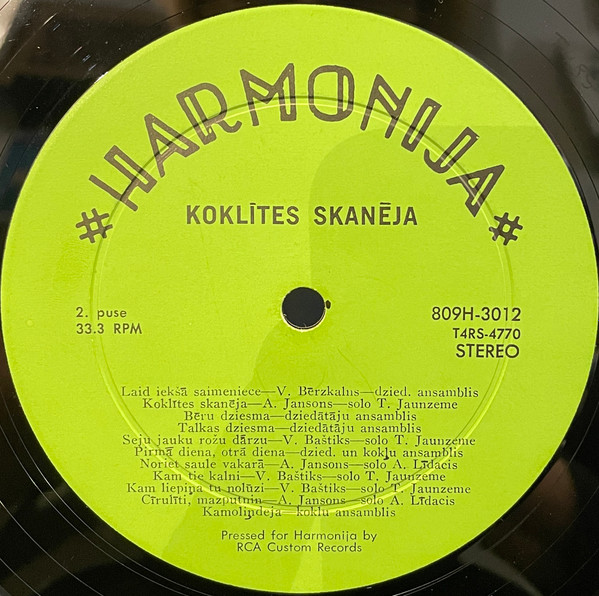 HARMONIJA
KOKLĪTES SKANĒJA
2. puse
33.3 RPM
809H-3012
T4RS-4770
STEREO
Laid iekšā saimeniece—V. Bērzkalns—dzied. ansamblis
Koklītes skanēja—A. Jansons—solo T. Jaunzeme
Bēru dziesma—dziedātāju ansamblis
Talkas dziesma—dziedātāju ansamblis
Seju jauku rožu dārzu—V. Baštiks—solo T. Jaunzeme
Pirmā diena, otrā diena—dzied. un kokļu ansamblis
Noriet saule vakarā—A. Jansons—solo A. Līdacis
Kam tie kalni—V. Baštiks—solo T. Jaunzeme
Kam liepiņa tu nolūzi—V. Baštiks—solo T. Jaunzeme
Cīrulīti, mazputniņ—A. Jansons—solo A. Līdacis
Kamoliņdeja—kokļu ansamblis
Pressed for Harmonija by
RCA Custom Records